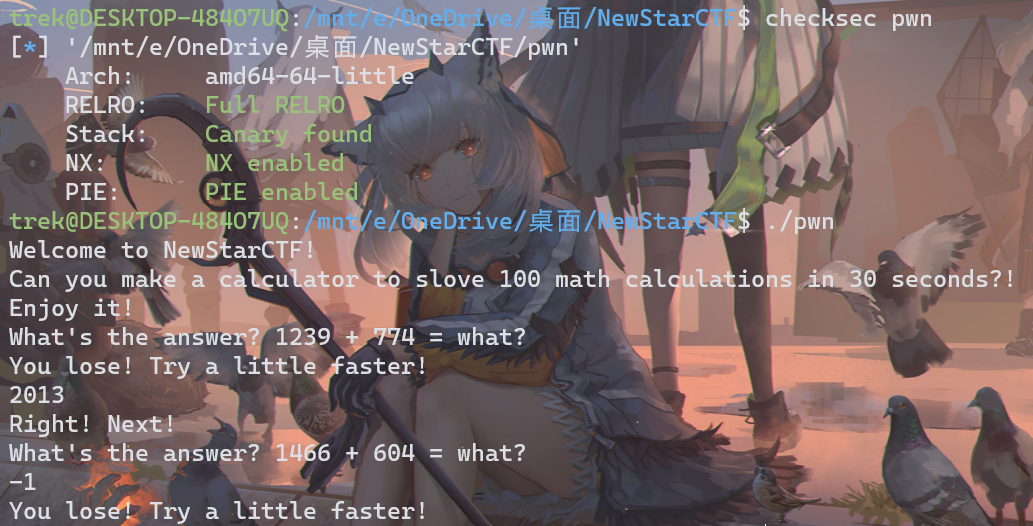 trek@DESKTOP-48407UQ:/mnt/e/OneDrive/桌面/NewStarCTF$ checksec pwn
[*] '/mnt/e/OneDrive/桌面/NewStarCTF/pwn'
Arch: amd64-64-little
RELRO: Full RELRO
Stack: Canary found
NX: NX enabled
PIE: PIE enabled
trek@DESKTOP-48407UQ:/mnt/e/OneDrive/桌面/NewStarCTF$ ./pwn
Welcome to NewStarCTF!
Can you make a calculator to slove 100 math calculations in 30 seconds?!
Enjoy it!
What's the answer? 1239 + 774 = what?
You lose! Try a little faster!
2013
Right! Next!
What's the answer? 1466 + 604 = what?
-1
You lose! Try a little faster!